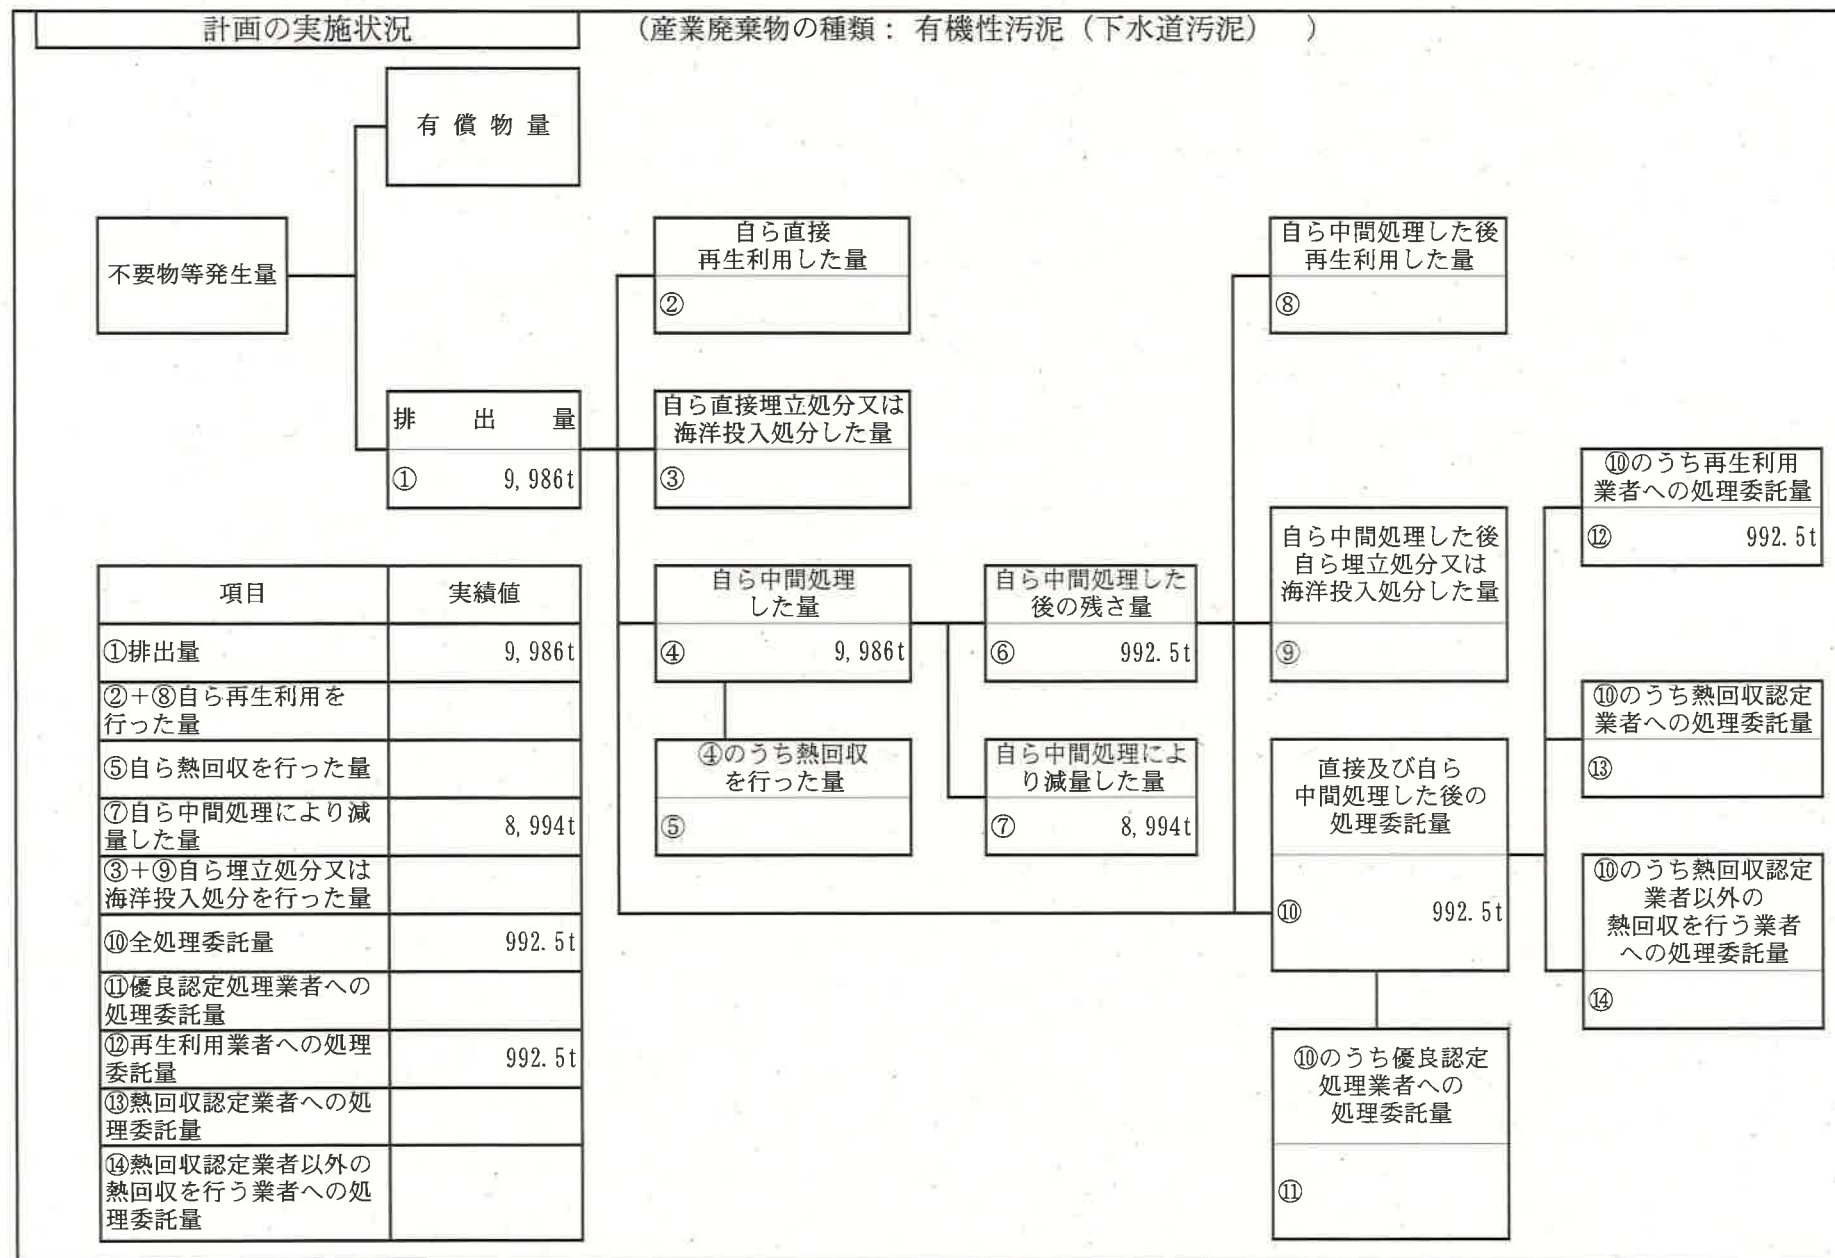 計画の実施状況
(産業廃棄物の種類： 有機性汚泥（下水道汚泥） )
有 償 物 量
不要物等発生量
排 出 量
① 9,986t
自ら直接
再生利用した量
②
自ら直接埋立処分又は
海洋投入処分した量
③
自ら中間処理
した量
④ 9,986t
④のうち熱回収
を行った量
⑤
自ら中間処理した
後の残さ量
⑥ 992.5t
自ら中間処理によ
り減量した量
⑦ 8,994t
自ら中間処理した後
再生利用した量
⑧
自ら中間処理した後
自ら埋立処分又は
海洋投入処分した量
⑨
直接及び自ら
中間処理した後の
処理委託量
⑩ 992.5t
⑩のうち優良認定
処理業者への
処理委託量
⑪
⑩のうち再生利用
業者への処理委託量
⑫ 992.5t
⑩のうち熱回収認定
業者への処理委託量
⑬
⑩のうち熱回収認定
業者以外の
熱回収を行う業者
への処理委託量
⑭
項目 実績値
①排出量 9,986t
②＋⑧自ら再生利用を
行った量
⑤自ら熱回収を行った量
⑦自ら中間処理により減
量した量 8,994t
③＋⑨自ら埋立処分又は
海洋投入処分を行った量
⑩全処理委託量 992.5t
⑪優良認定処理業者への
処理委託量
⑫再生利用業者への処理
委託量 992.5t
⑬熱回収認定業者への処
理委託量
⑭熱回収認定業者以外の
熱回収を行う業者への処
理委託量